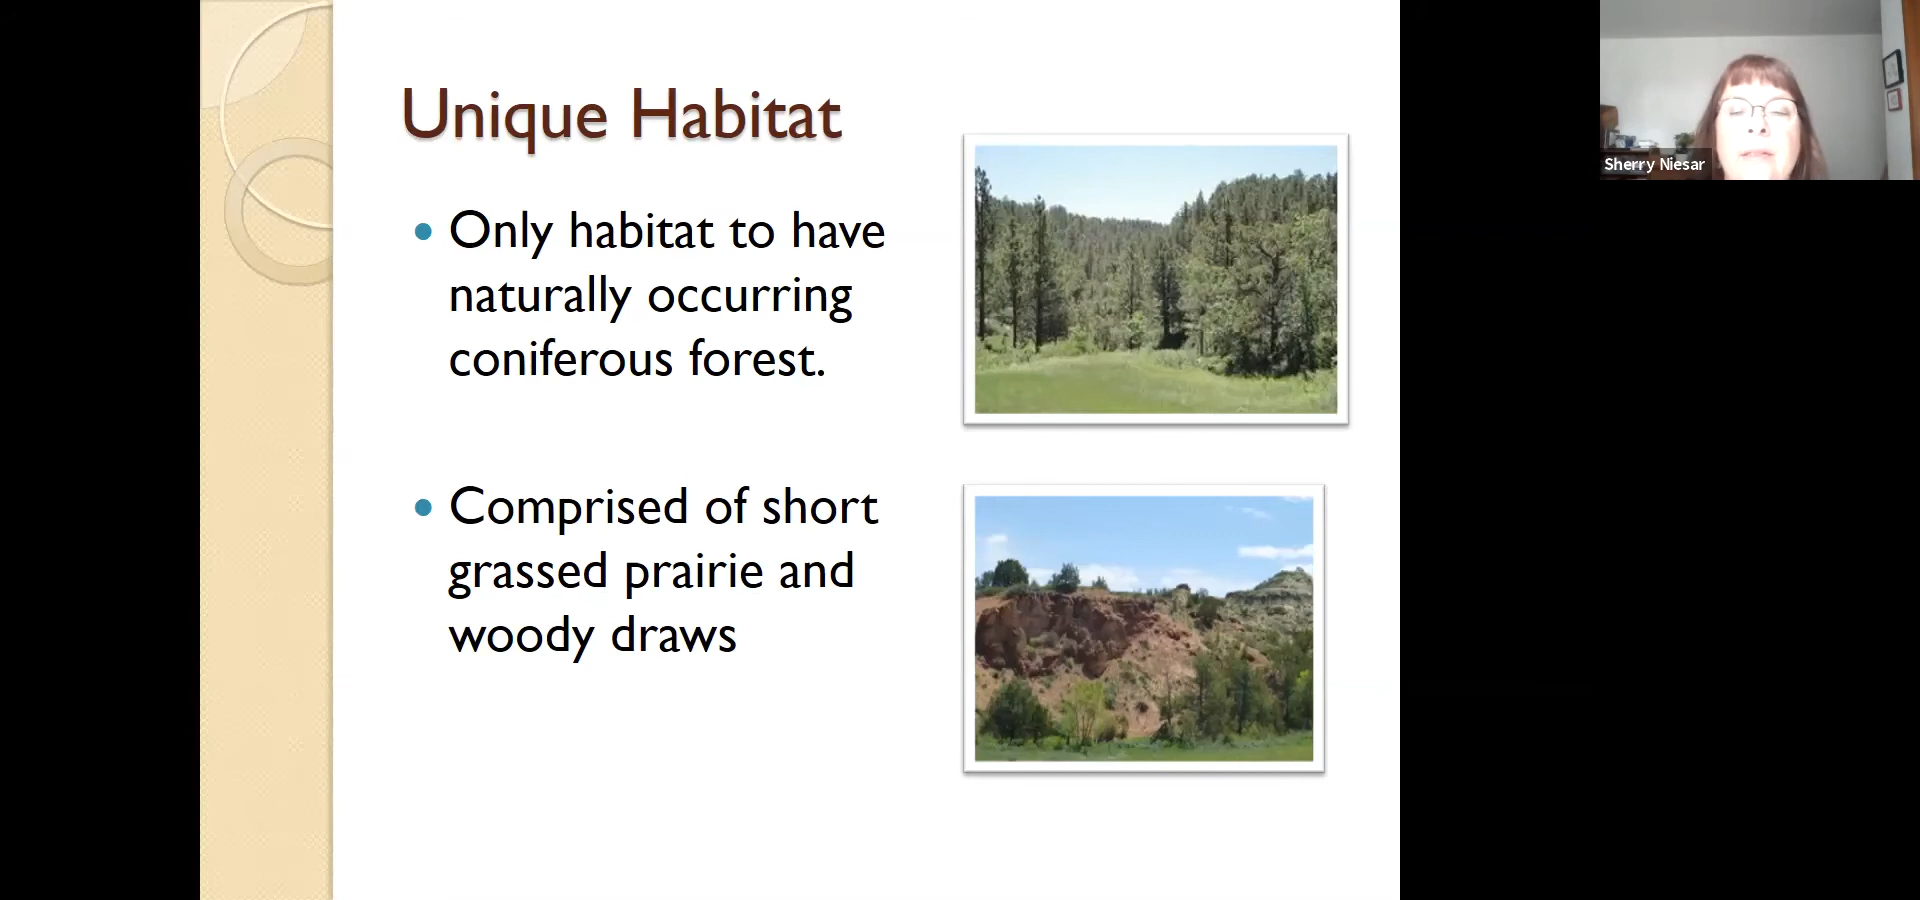 Unique Habitat
Only habitat to have
naturally occurring
coniferous forest.
Comprised of short
grassed prairie and
woody draws
Sherry Niesar